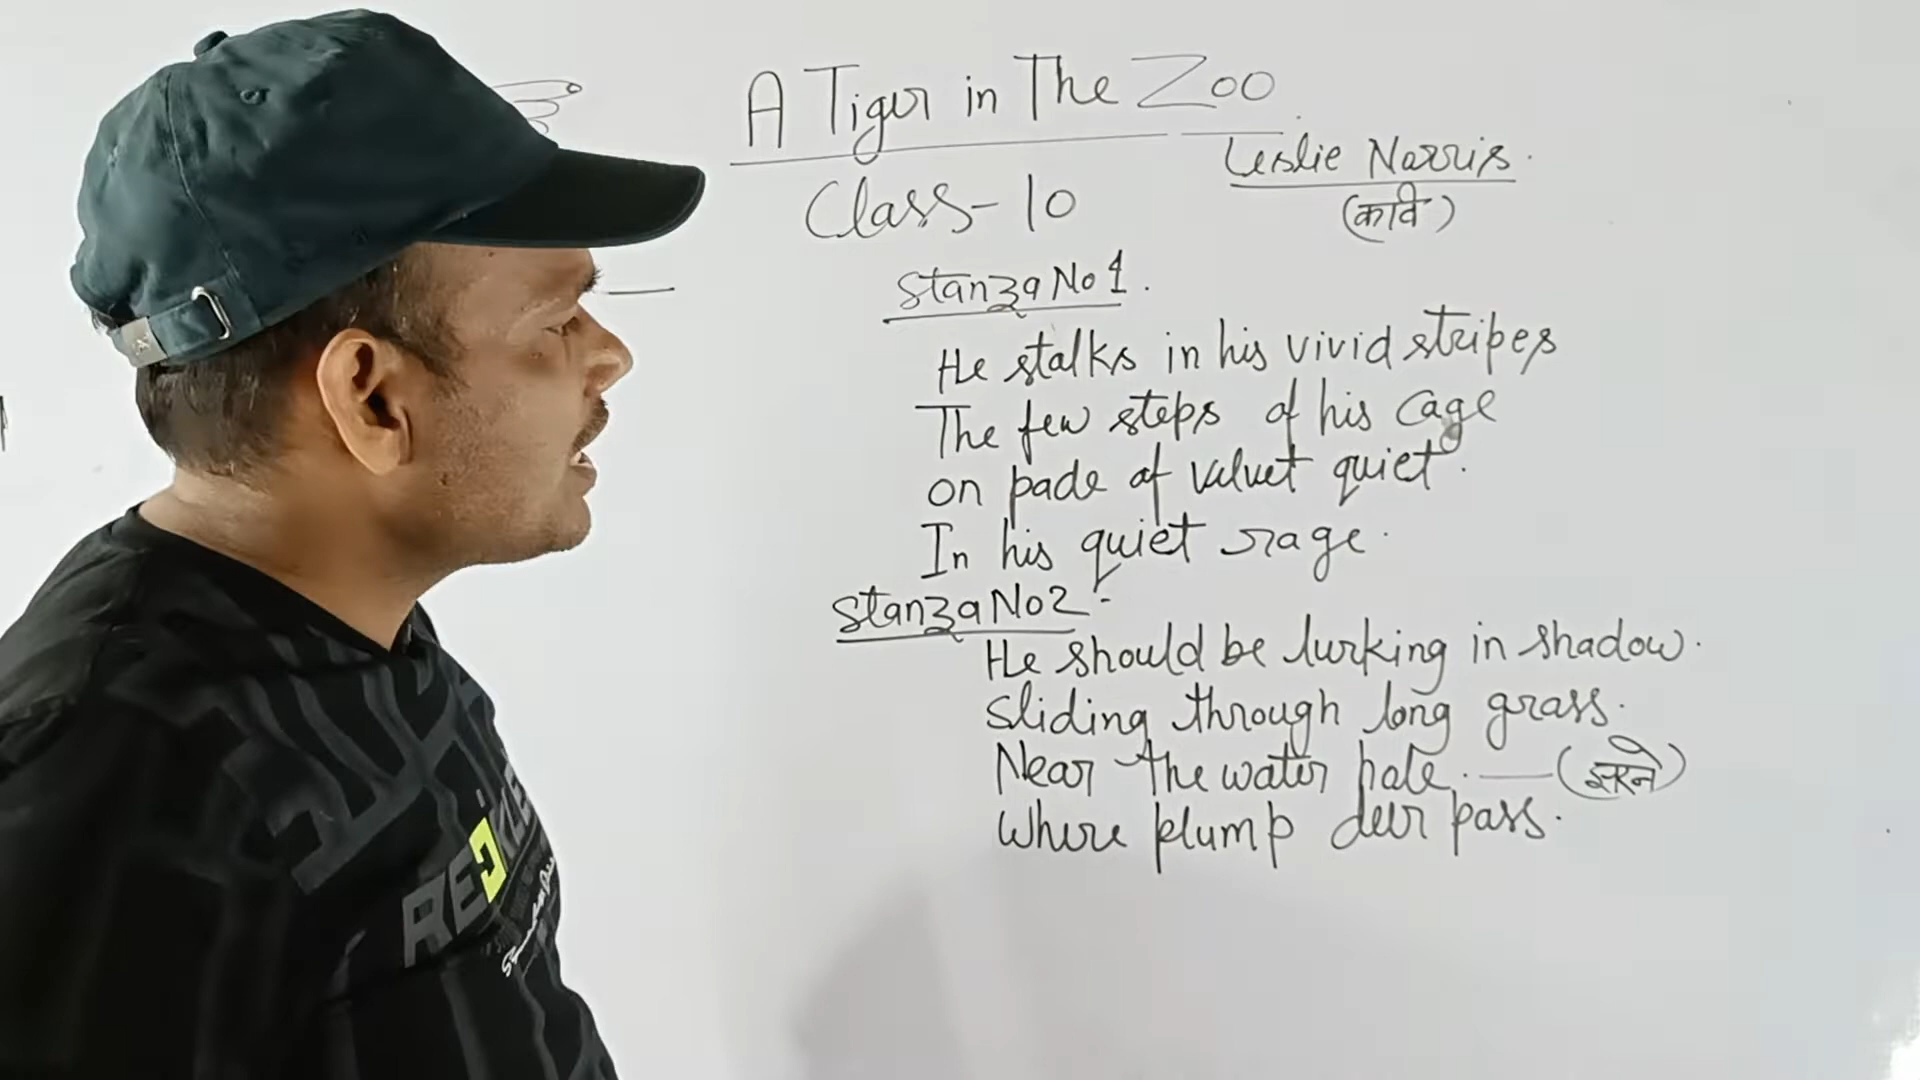 A Tiger in The Zoo
Leslie Norris.
(कवि)
Class-10
Stanza No 1.
He stalks in his vivid stripes
The few steps of his cage
on pade of velvet quiet.
In his quiet rage.
Stanza No 2 -
He should be lurking in shadow.
Sliding through long grass.
Near the water hole. — (झरने)
Where plump deer pass.